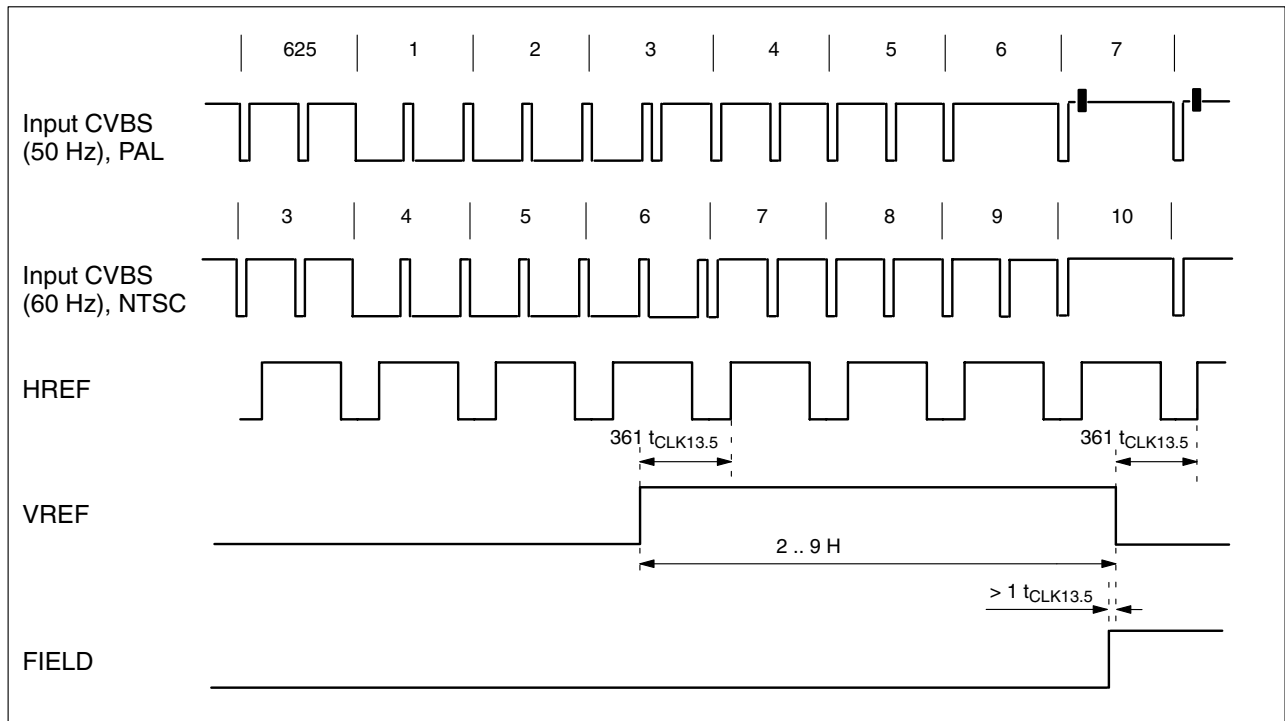 625 1 2 3 4 5 6 7
Input CVBS
(50 Hz), PAL
3 4 5 6 7 8 9 10
Input CVBS
(60 Hz), NTSC
HREF
361 tCLK13.5 361 tCLK13.5
VREF
2 .. 9 H
> 1 tCLK13.5
FIELD